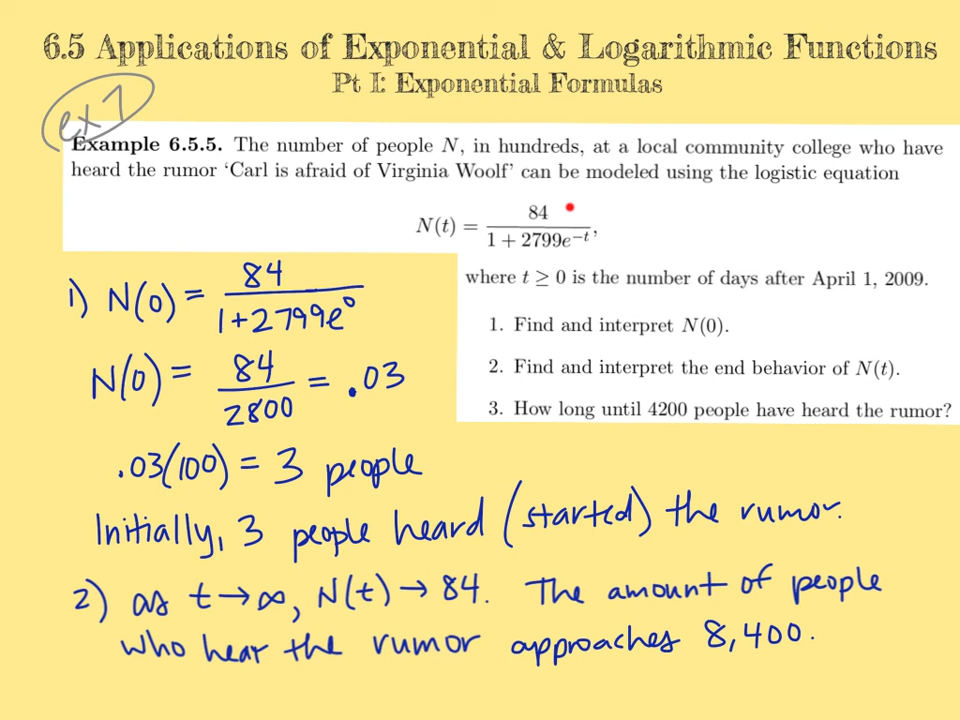 6.5 Applications of Exponential & Logarithmic Functions
Pt I: Exponential Formulas
ex 7
Example 6.5.5. The number of people N, in hundreds, at a local community college who have
heard the rumor ‘Carl is afraid of Virginia Woolf’ can be modeled using the logistic equation
N(t) = 84 / (1 + 2799e^{-t}),
where t ≥ 0 is the number of days after April 1, 2009.
1. Find and interpret N(0).
2. Find and interpret the end behavior of N(t).
3. How long until 4200 people have heard the rumor?
1) N(0) = 84 / (1+2799e^0)
N(0) = 84 / 2800 = .03
.03(100) = 3 people
Initially, 3 people heard (started) the rumor.
2) as t → ∞, N(t) → 84. The amount of people
who hear the rumor approaches 8,400.